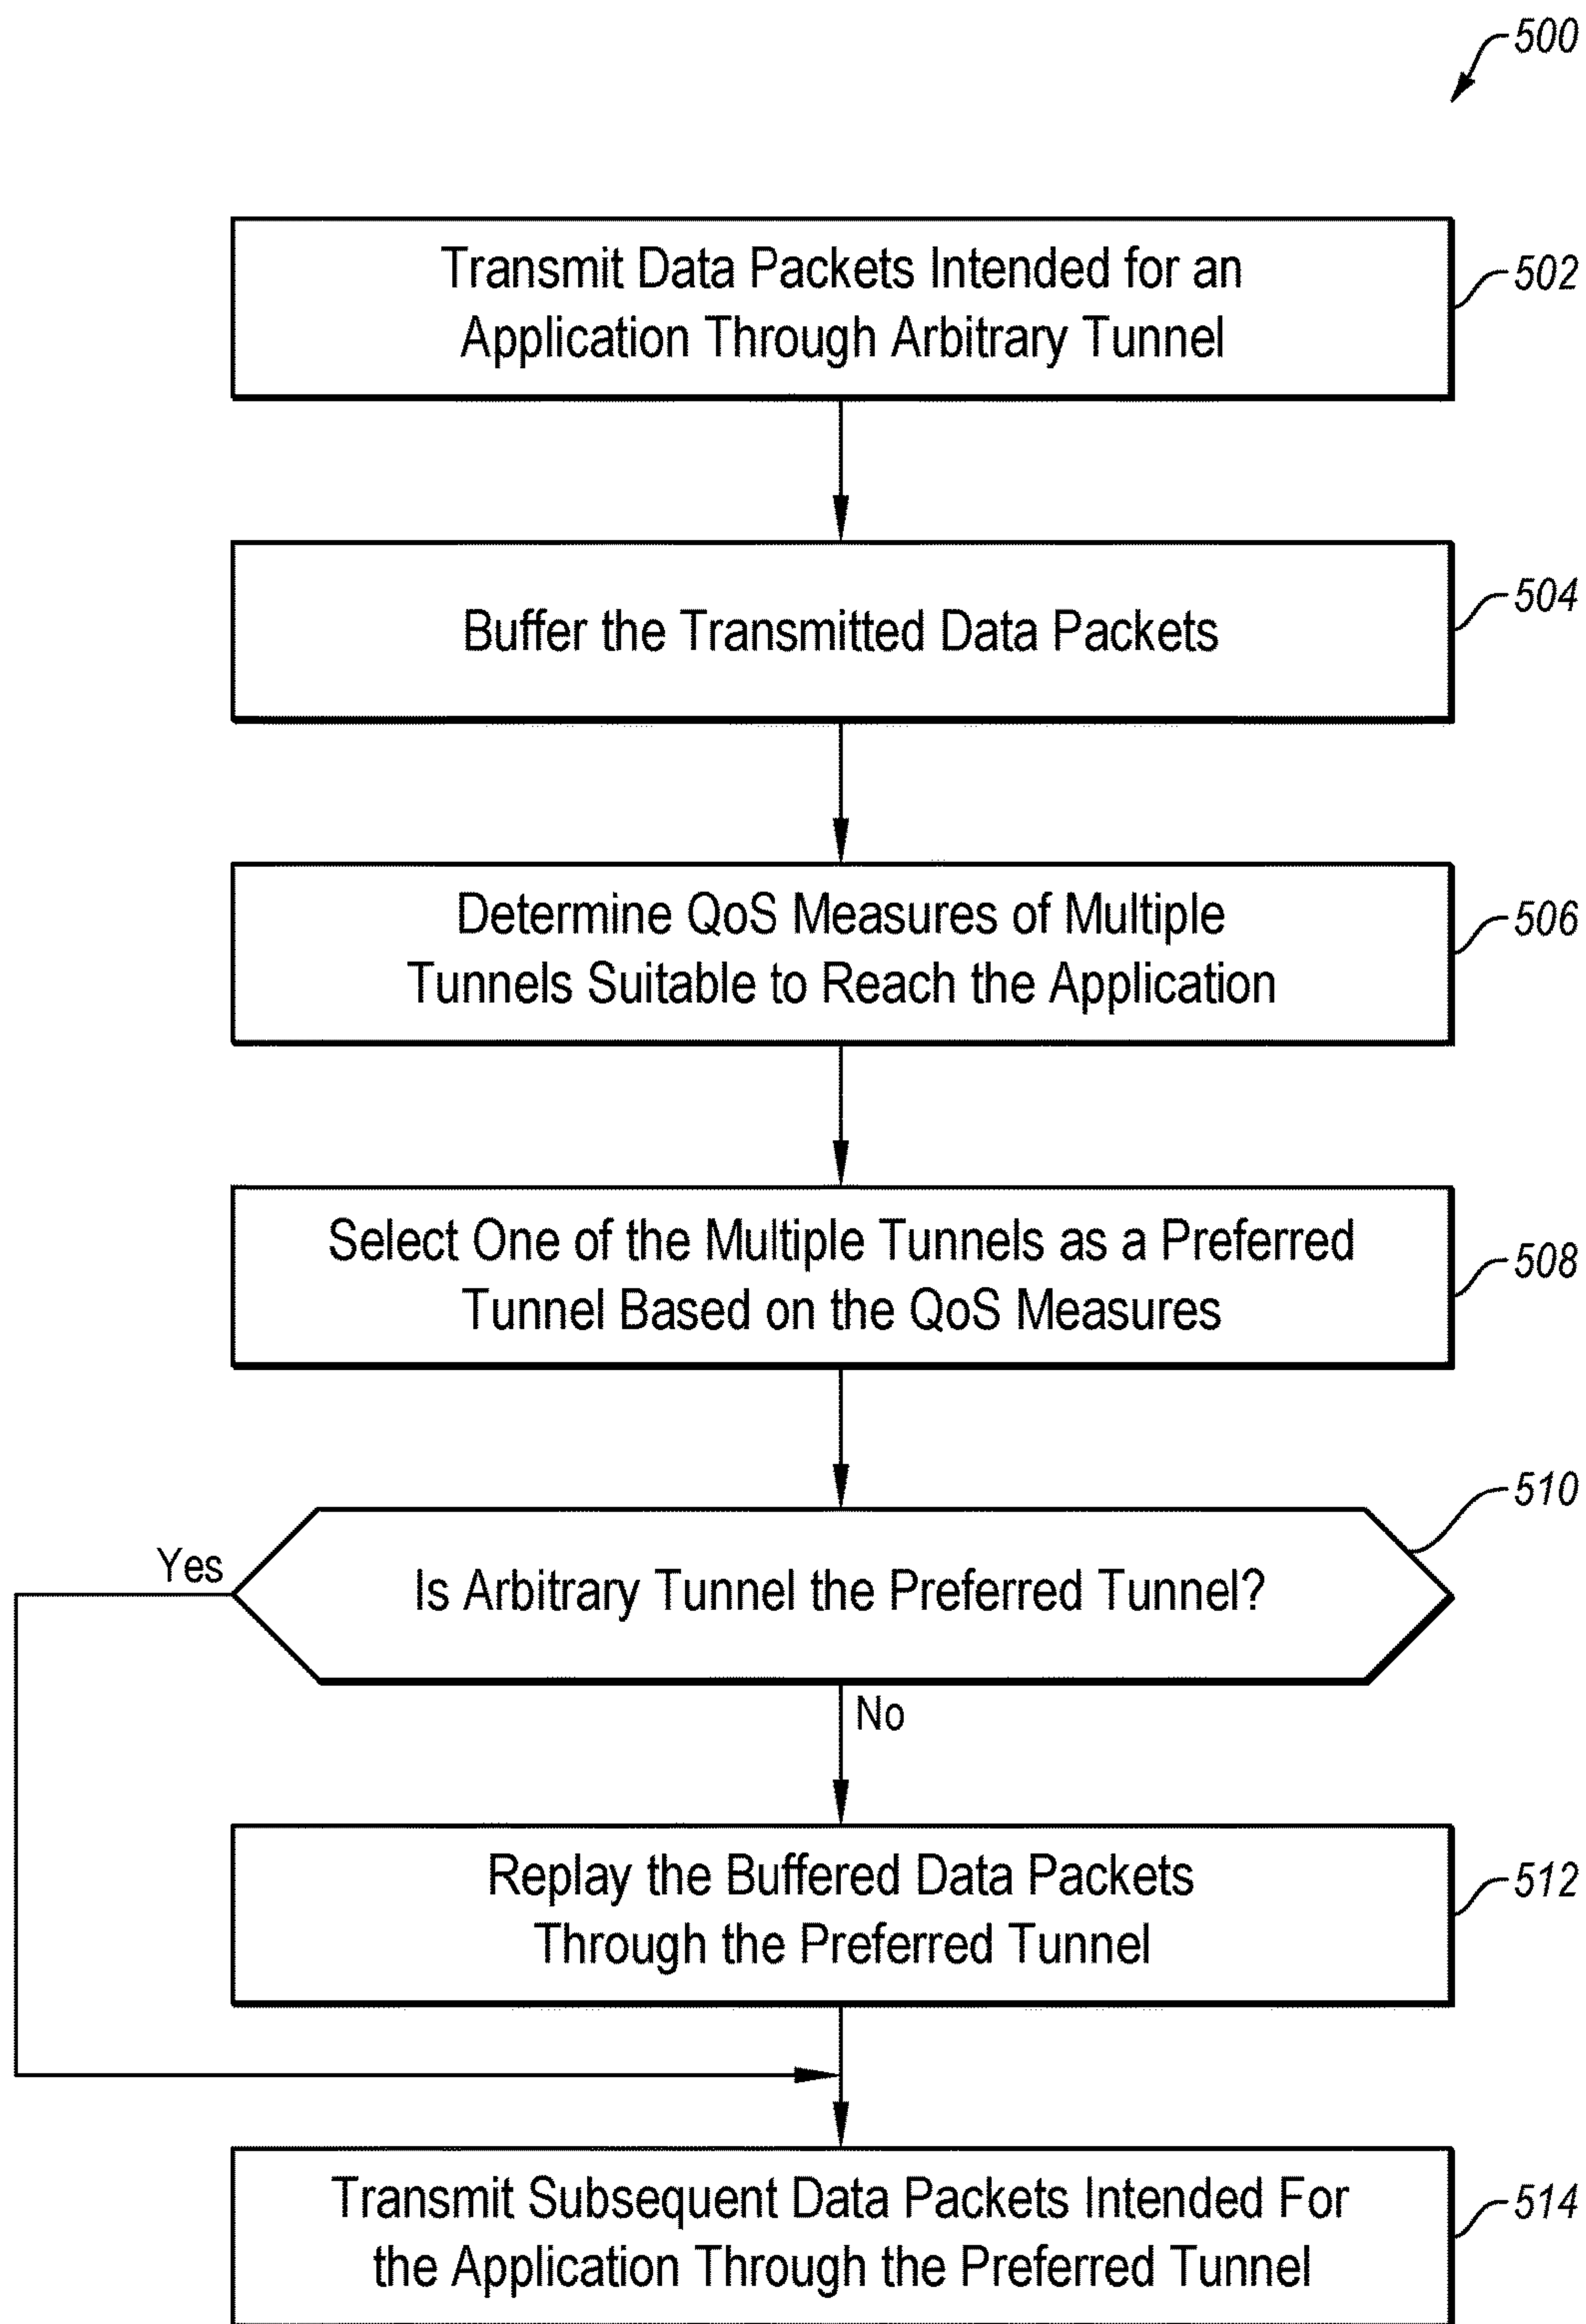 500
Transmit Data Packets Intended for an
Application Through Arbitrary Tunnel
502
Buffer the Transmitted Data Packets
504
Determine QoS Measures of Multiple
Tunnels Suitable to Reach the Application
506
Select One of the Multiple Tunnels as a Preferred
Tunnel Based on the QoS Measures
508
510
Yes
Is Arbitrary Tunnel the Preferred Tunnel?
No
Replay the Buffered Data Packets
Through the Preferred Tunnel
512
Transmit Subsequent Data Packets Intended For
the Application Through the Preferred Tunnel
514